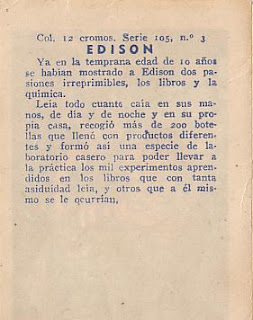 Col. 12 cromos. Serie 105, n.º 3
EDISON
Ya en la temprana edad de 10 años
se habían mostrado a Edison dos pa-
siones irreprimibles, los libros y la
química.
Leía todo cuanto caía en sus ma-
nos, de día y de noche y en su pro-
pia casa, recogió más de 200 bote-
llas que llenó con productos diferen-
tes y formó así una especie de la-
boratorio casero para poder llevar a
la práctica los mil experimentos apren-
didos en los libros que con tanta
asiduidad leía, y otros que a él mis-
mo se le ocurrían,